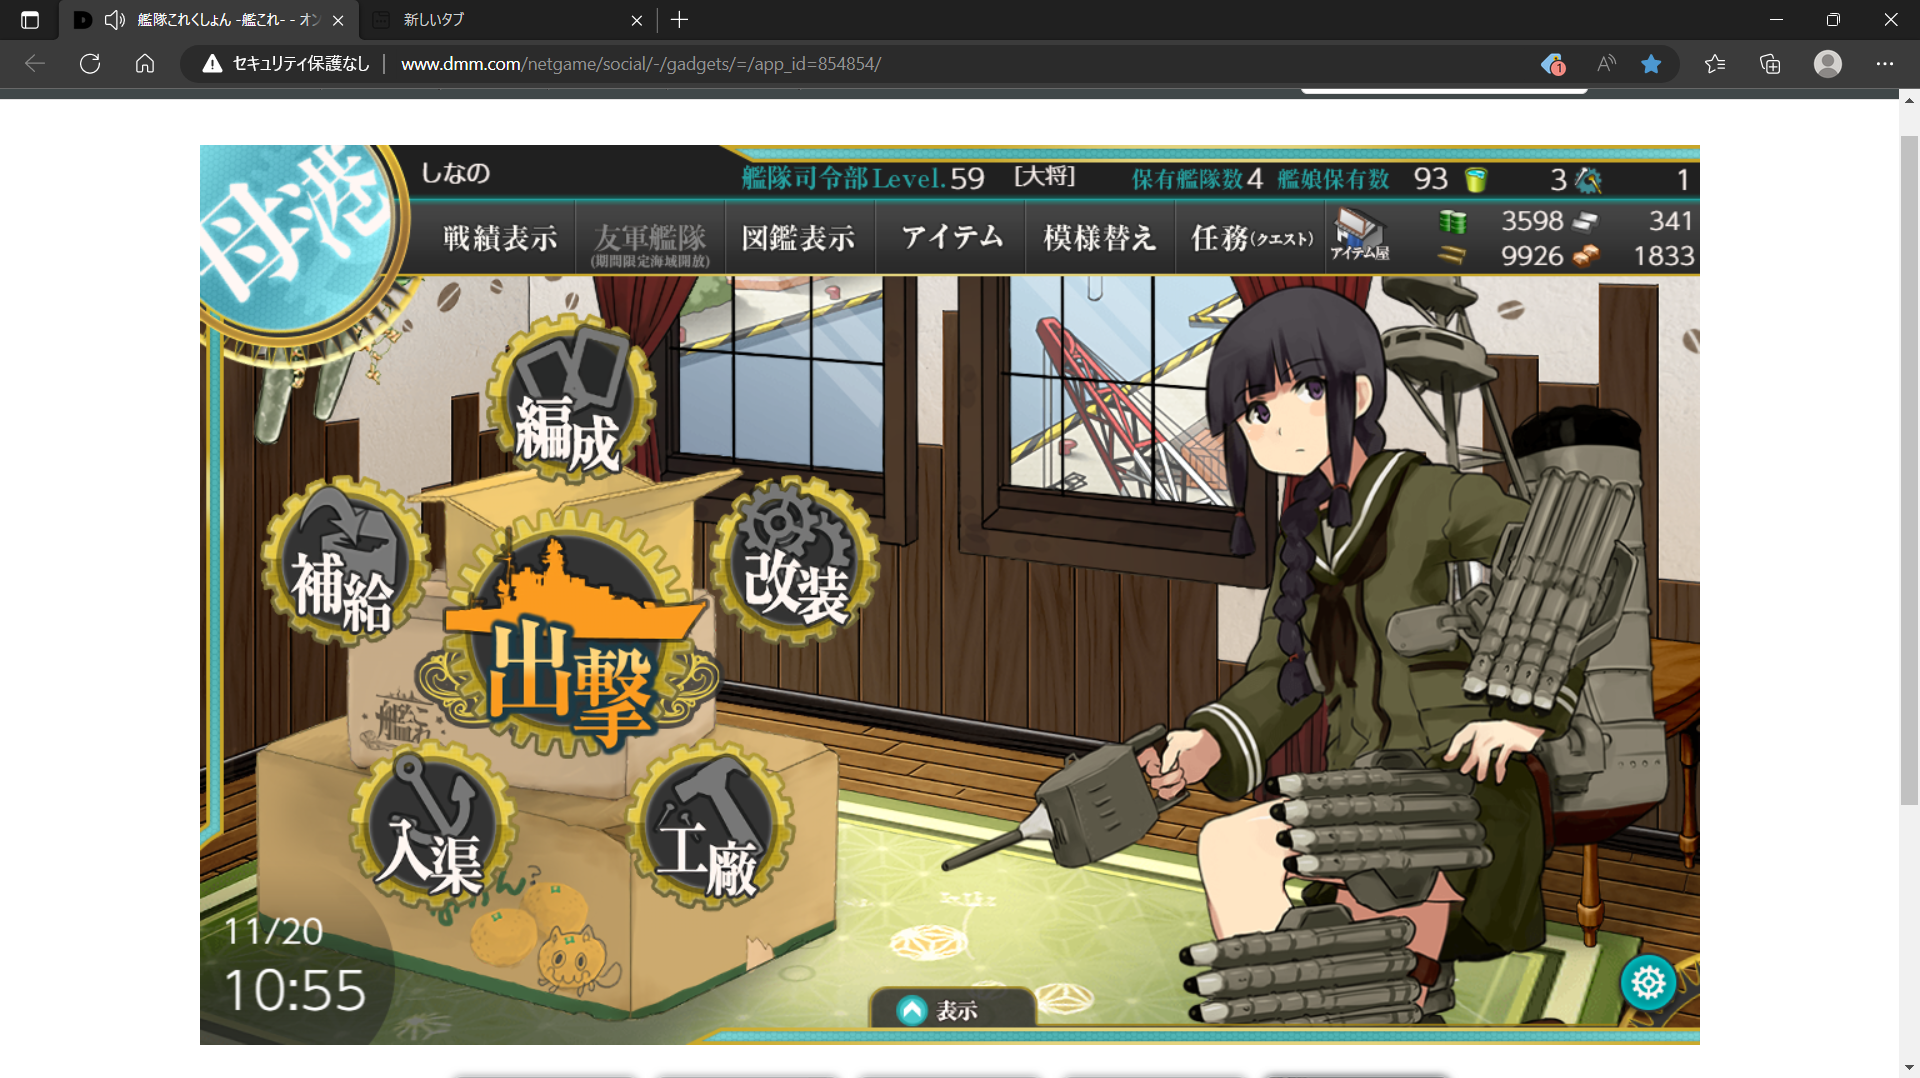 艦隊これくしょん -艦これ- - オン
新しいタブ
セキュリティ保護なし
www.dmm.com/netgame/social/-/gadgets/=/app_id=854854/
1
母港
しなの
艦隊司令部Level.59 [大将]
保有艦隊数 4 艦娘保有数 93 3 1
戦績表示
友軍艦隊
(期間限定海域開放)
図鑑表示
アイテム
模様替え
任務(クエスト)
アイテム屋
3598 341
9926 1833
編成
補給
改装
出撃
入渠
工廠
11/20
10:55
表示